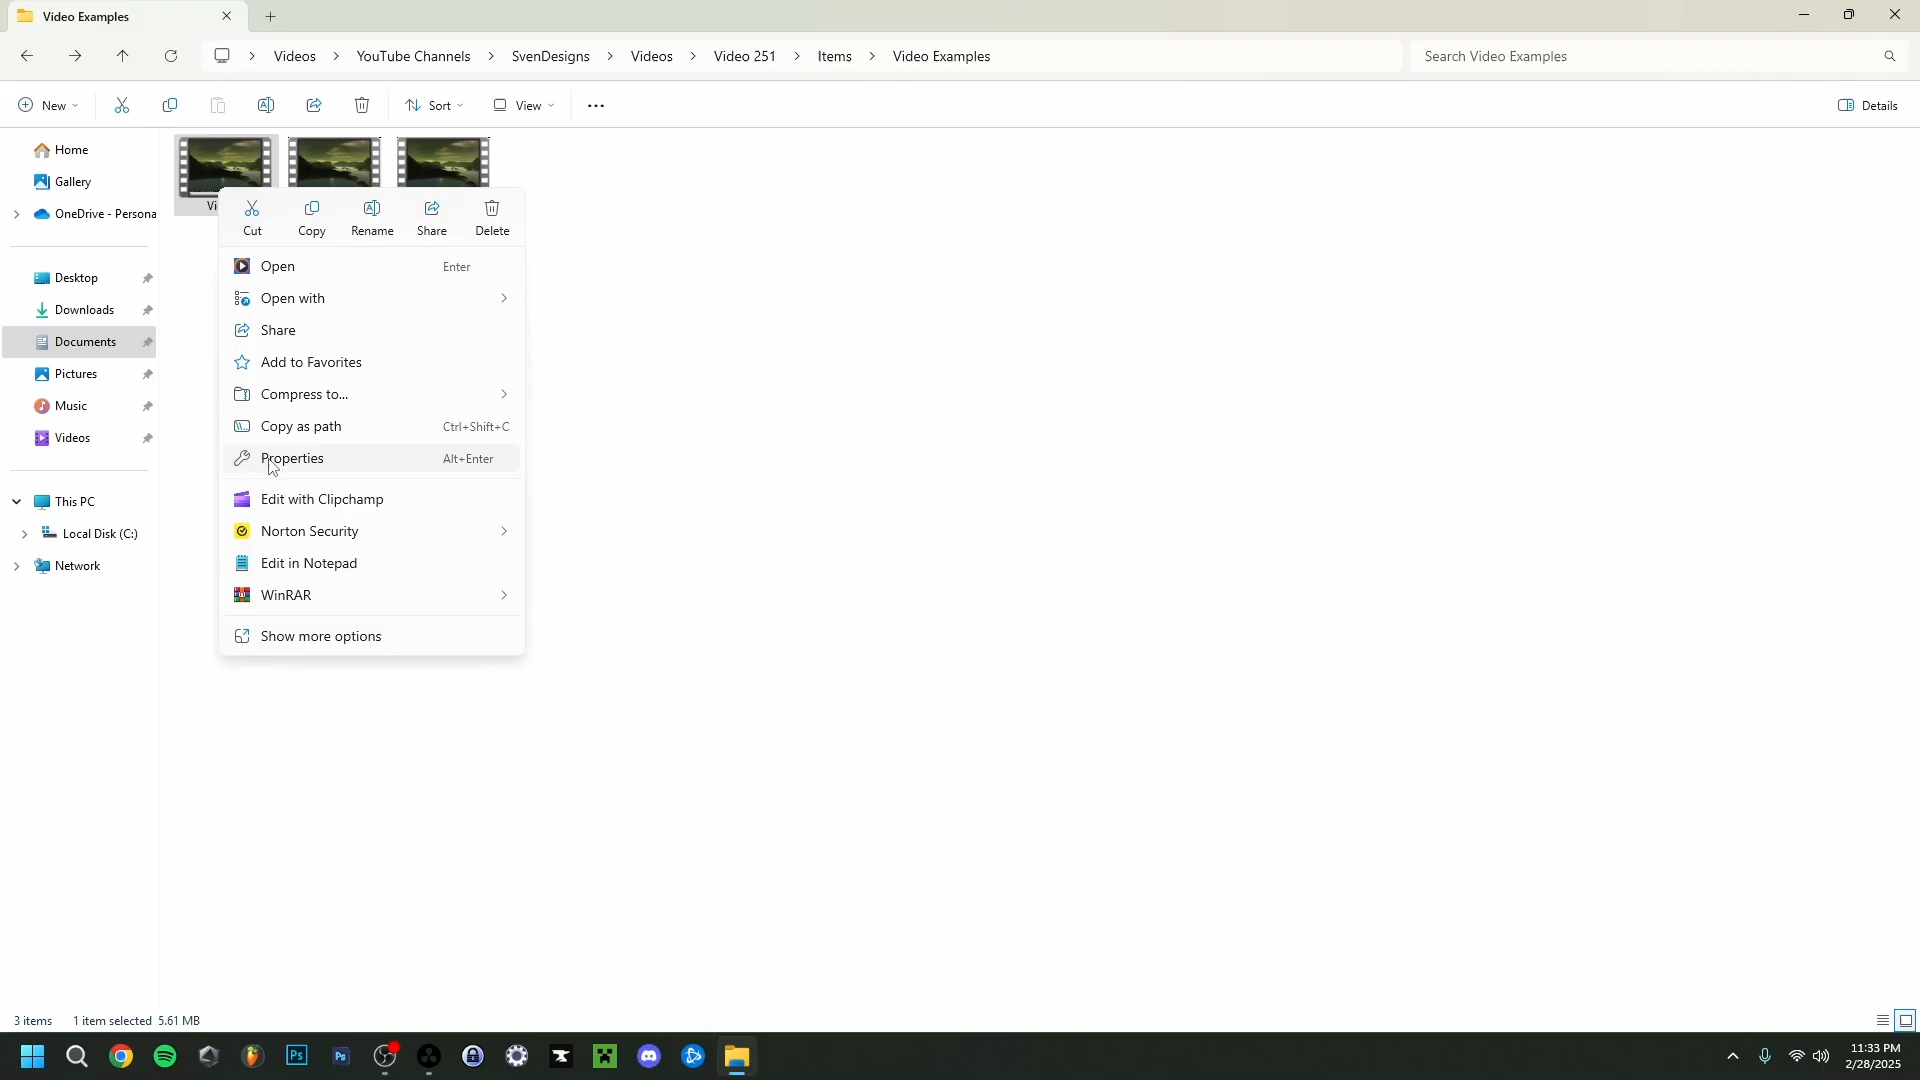 Video Examples
Videos YouTube Channels SvenDesigns Videos Video 251 Items Video Examples
Search Video Examples
New
Sort
View
Details
Home
Gallery
OneDrive - Persona
Desktop
Downloads
Documents
Pictures
Music
Videos
This PC
Local Disk (C:)
Network
Cut Copy Rename Share Delete
Open Enter
Open with
Share
Add to Favorites
Compress to...
Copy as path Ctrl+Shift+C
Properties Alt+Enter
Edit with Clipchamp
Norton Security
Edit in Notepad
WinRAR
Show more options
3 items 1 item selected 5.61 MB
Ps
Ps
11:33 PM
2/28/2025